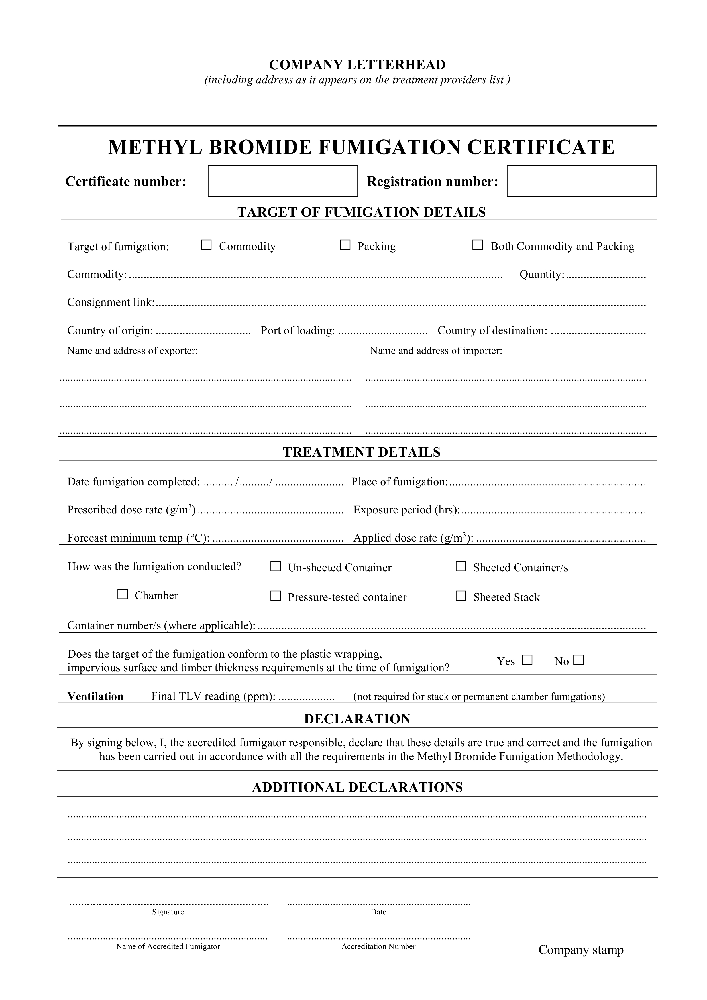 COMPANY LETTERHEAD
(including address as it appears on the treatment providers list )
METHYL BROMIDE FUMIGATION CERTIFICATE
Certificate number: Registration number:
TARGET OF FUMIGATION DETAILS
Target of fumigation: ☐ Commodity ☐ Packing ☐ Both Commodity and Packing
Commodity: ........................ Quantity: ........................
Consignment link: ........................
Country of origin: ........................ Port of loading: ........................ Country of destination: ........................
Name and address of exporter: Name and address of importer:
TREATMENT DETAILS
Date fumigation completed: .......... /........../ ........................ Place of fumigation: ........................
Prescribed dose rate (g/m³) ........................ Exposure period (hrs): ........................
Forecast minimum temp (°C): ........................ Applied dose rate (g/m³): ........................
How was the fumigation conducted? ☐ Un-sheeted Container ☐ Sheeted Container/s
☐ Chamber ☐ Pressure-tested container ☐ Sheeted Stack
Container number/s (where applicable): ........................
Does the target of the fumigation conform to the plastic wrapping,
impervious surface and timber thickness requirements at the time of fumigation? Yes ☐ No ☐
Ventilation Final TLV reading (ppm): ................... (not required for stack or permanent chamber fumigations)
DECLARATION
By signing below, I, the accredited fumigator responsible, declare that these details are true and correct and the fumigation
has been carried out in accordance with all the requirements in the Methyl Bromide Fumigation Methodology.
ADDITIONAL DECLARATIONS
Signature Date
Name of Accredited Fumigator Accreditation Number
Company stamp